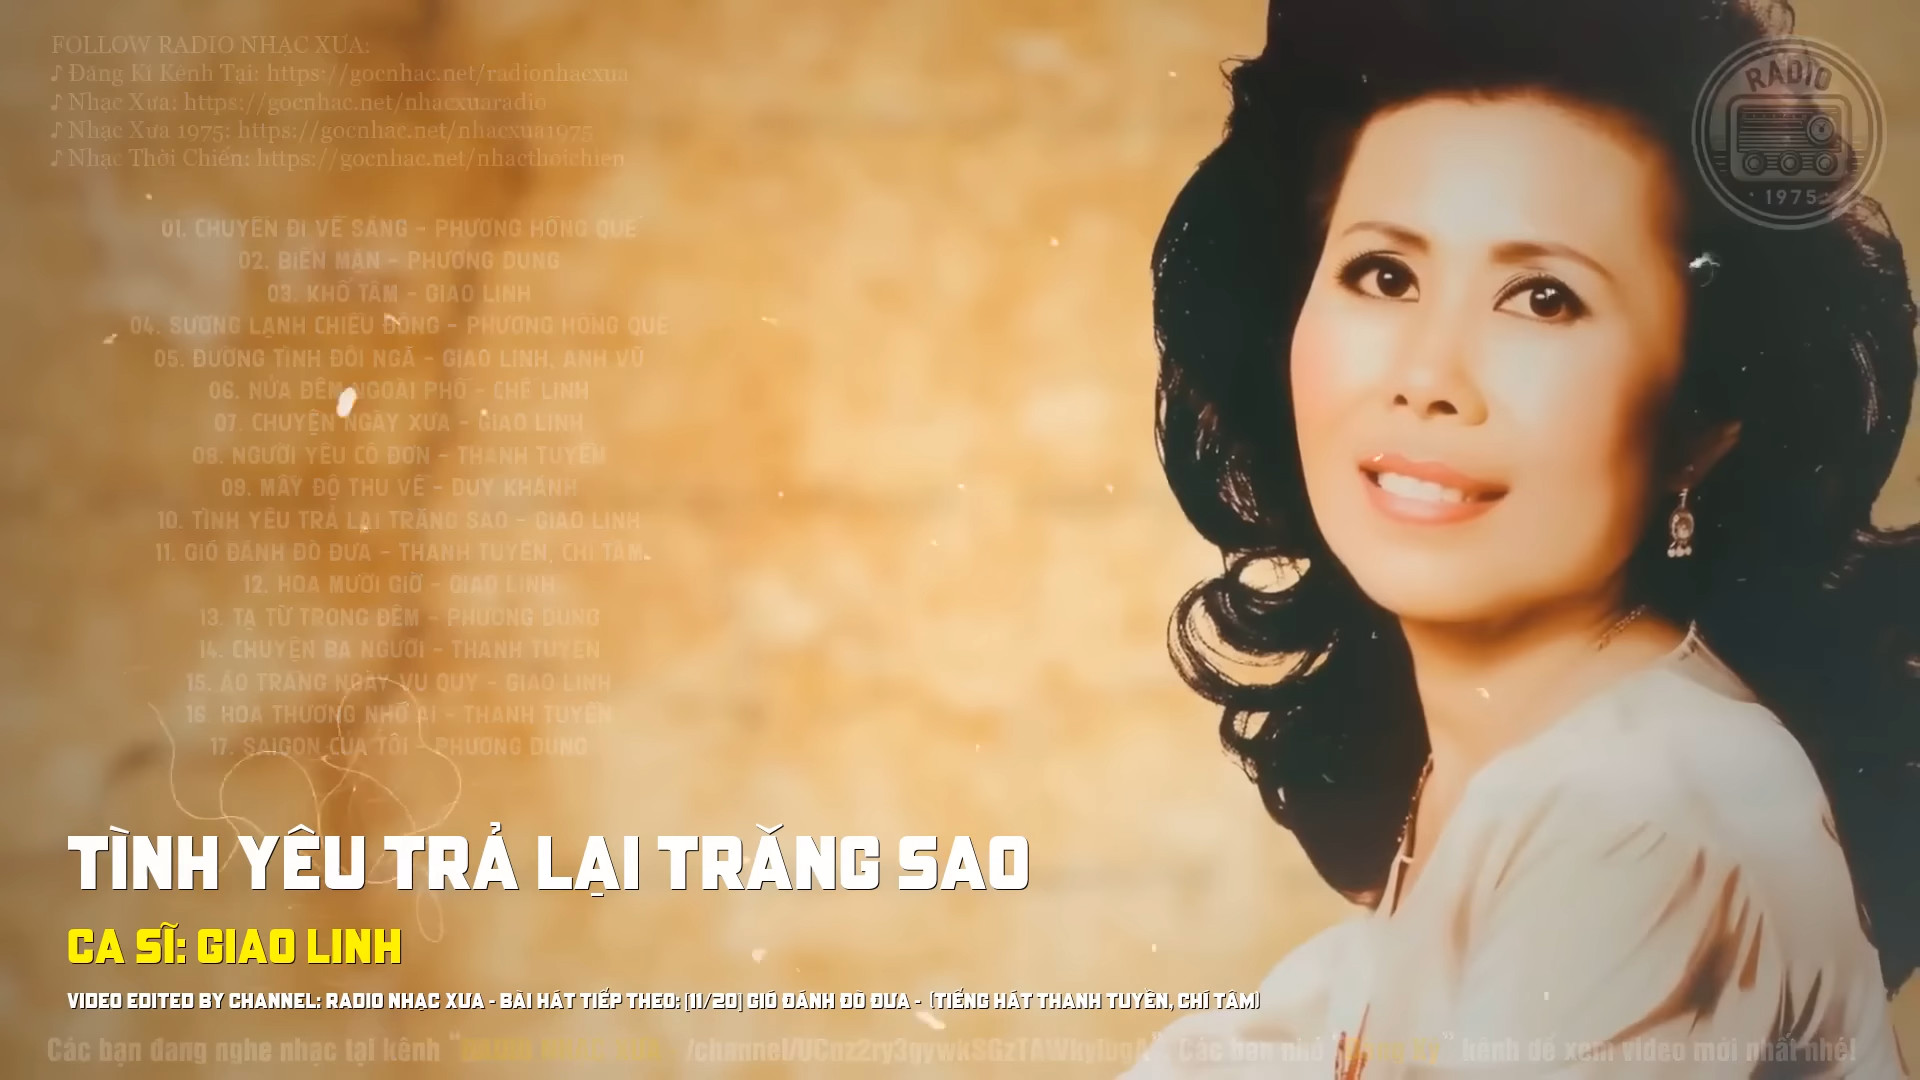 FOLLOW RADIO NHẠC XƯA:
♪ Đăng Kí Kênh Tại: https://gocnhac.net/radionhacxua
♪ Nhạc Xưa: https://gocnhac.net/nhacxuaradio
♪ Nhạc Xưa 1975: https://gocnhac.net/nhacxua1975
♪ Nhạc Thời Chiến: https://gocnhac.net/nhacthoichien
RADIO
1975
01. CHUYẾN ĐI VỀ SÁNG - PHƯƠNG HỒNG QUẾ
02. BIỂN MẶN - PHƯƠNG DUNG
03. KHỔ TÂM - GIAO LINH
04. SƯƠNG LẠNH CHIỀU ĐÔNG - PHƯƠNG HỒNG QUẾ
05. ĐƯỜNG TÌNH ĐÔI NGÃ - GIAO LINH, ANH VŨ
06. NỬA ĐÊM NGOÀI PHỐ - CHẾ LINH
07. CHUYỆN NGÀY XƯA - GIAO LINH
08. NGƯỜI YÊU CÔ ĐƠN - THANH TUYỀN
09. MẤY ĐỘ THU VỀ - DUY KHÁNH
10. TÌNH YÊU TRẢ LẠI TRĂNG SAO - GIAO LINH
11. GIÓ ĐÁNH ĐÒ ĐƯA - THANH TUYỀN, CHÍ TÂM
12. HOA MƯỜI GIỜ - GIAO LINH
13. TẠ TỪ TRONG ĐÊM - PHƯƠNG DUNG
14. CHUYỆN BA NGƯỜI - THANH TUYỀN
15. ÁO TRẮNG NGÀY VU QUY - GIAO LINH
16. HOA THƯƠNG NHỚ AI - THANH TUYỀN
17. SAIGON CỦA TÔI - PHƯƠNG DUNG
TÌNH YÊU TRẢ LẠI TRĂNG SAO
CA SĨ: GIAO LINH
VIDEO EDITED BY CHANNEL: RADIO NHẠC XƯA - BÀI HÁT TIẾP THEO: [11/20] GIÓ ĐÁNH ĐÒ ĐƯA - (TIẾNG HÁT THANH TUYỀN, CHÍ TÂM)
Các bạn đang nghe nhạc tại kênh "RADIO NHẠC XƯA - /channel/ " Các bạn nhớ "Đăng Ký" kênh để xem video mới nhất nhé!